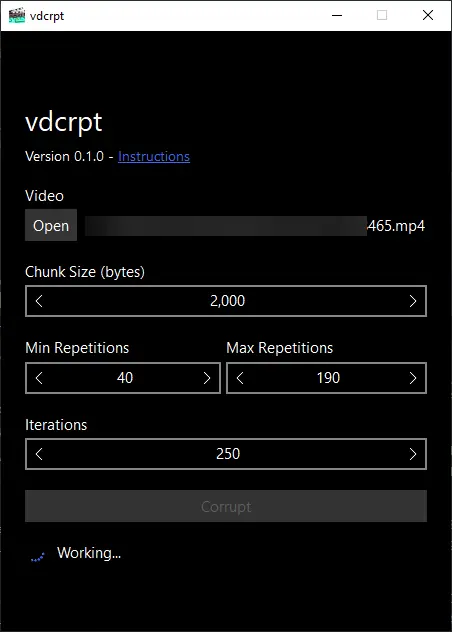 vdcrpt
vdcrpt
Version 0.1.0 - Instructions
Video
Open 465.mp4
Chunk Size (bytes)
2,000
Min Repetitions Max Repetitions
40 190
Iterations
250
Corrupt
Working...